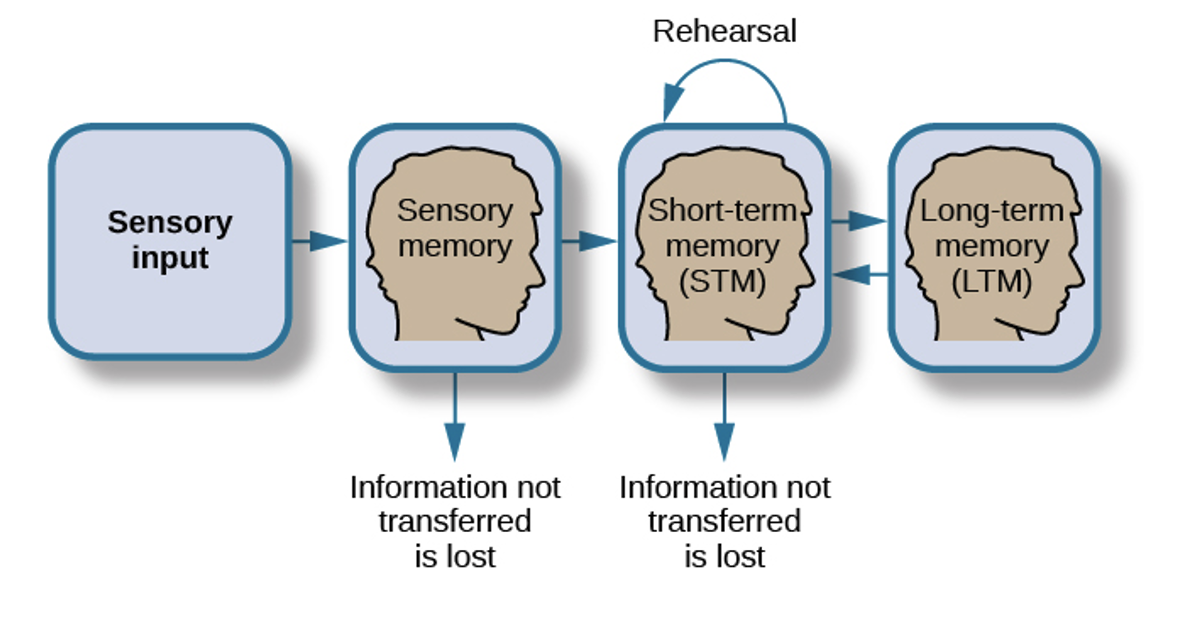 Rehearsal
Sensory
input
Sensory
memory
Short-term
memory
(STM)
Long-term
memory
(LTM)
Information not
transferred
is lost
Information not
transferred
is lost